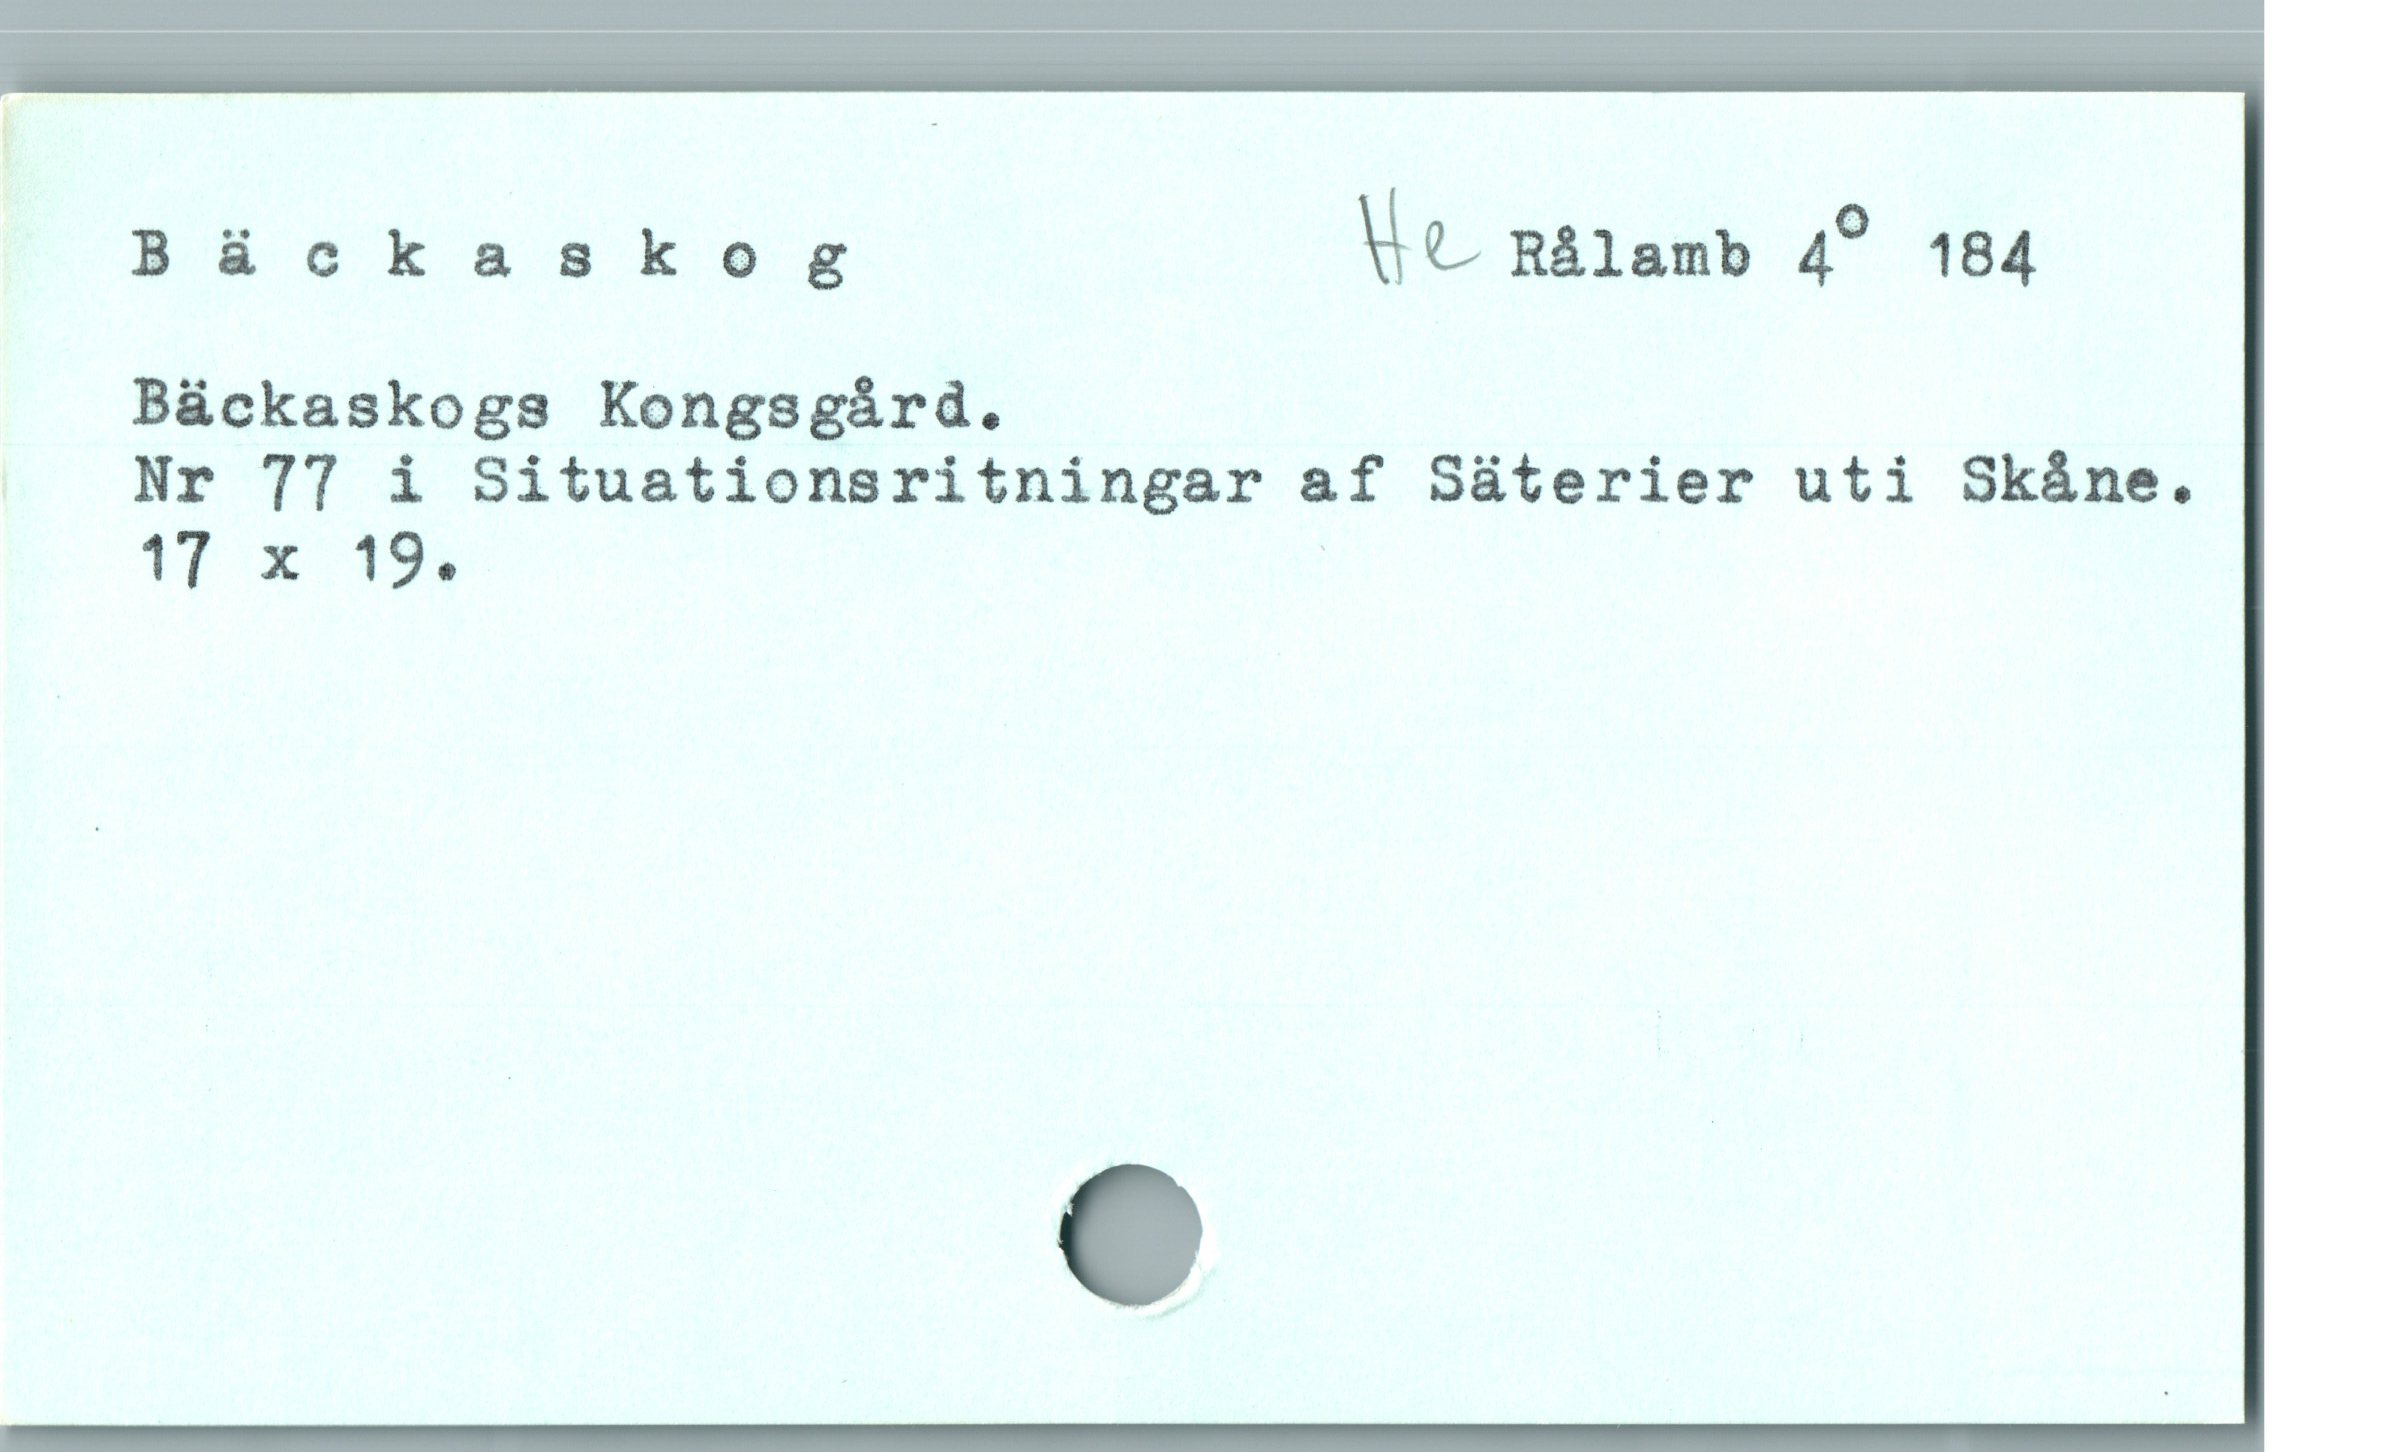 B ä c k a s k o g He Rålamb 4° 184
Bäckaskogs Kongsgård.
Nr 77 i Situationsritningar af Säterier uti Skåne.
17 x 19.